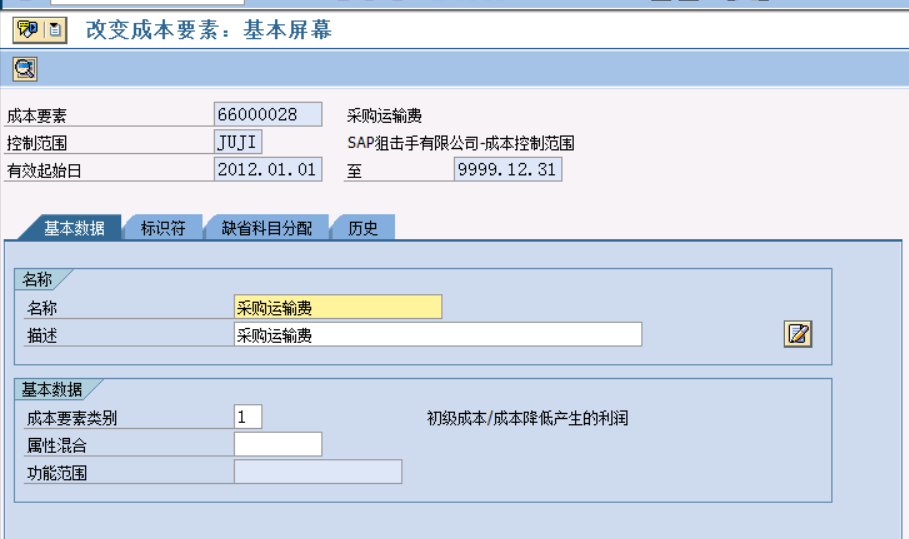 改变成本要素：基本屏幕
成本要素 66000028 采购运输费
控制范围 JUJI SAP狙击手有限公司-成本控制范围
有效起始日 2012.01.01 至 9999.12.31
基本数据 标识符 缺省科目分配 历史
名称
名称 采购运输费
描述 采购运输费
基本数据
成本要素类别 1 初级成本/成本降低产生的利润
属性混合
功能范围